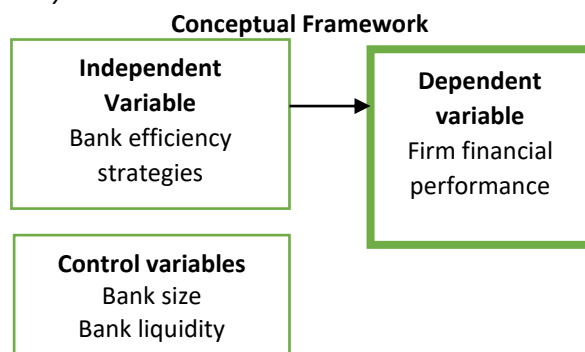 Conceptual Framework
Independent
Variable
Bank efficiency
strategies
Dependent
variable
Firm financial
performance
Control variables
Bank size
Bank liquidity